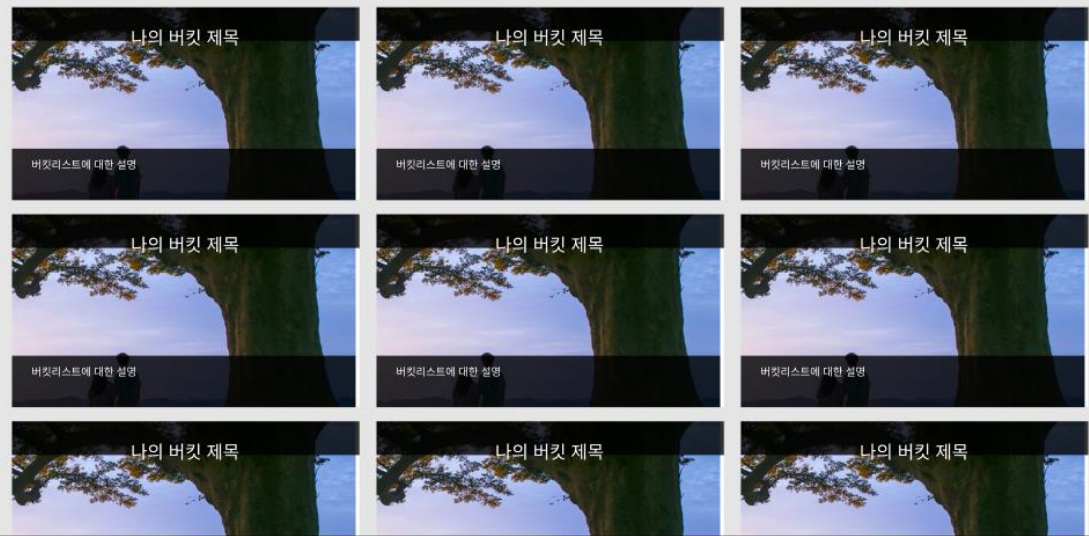 나의 버킷 제목
나의 버킷 제목
나의 버킷 제목
버킷리스트에 대한 설명
버킷리스트에 대한 설명
버킷리스트에 대한 설명
나의 버킷 제목
나의 버킷 제목
나의 버킷 제목
버킷리스트에 대한 설명
버킷리스트에 대한 설명
버킷리스트에 대한 설명
나의 버킷 제목
나의 버킷 제목
나의 버킷 제목